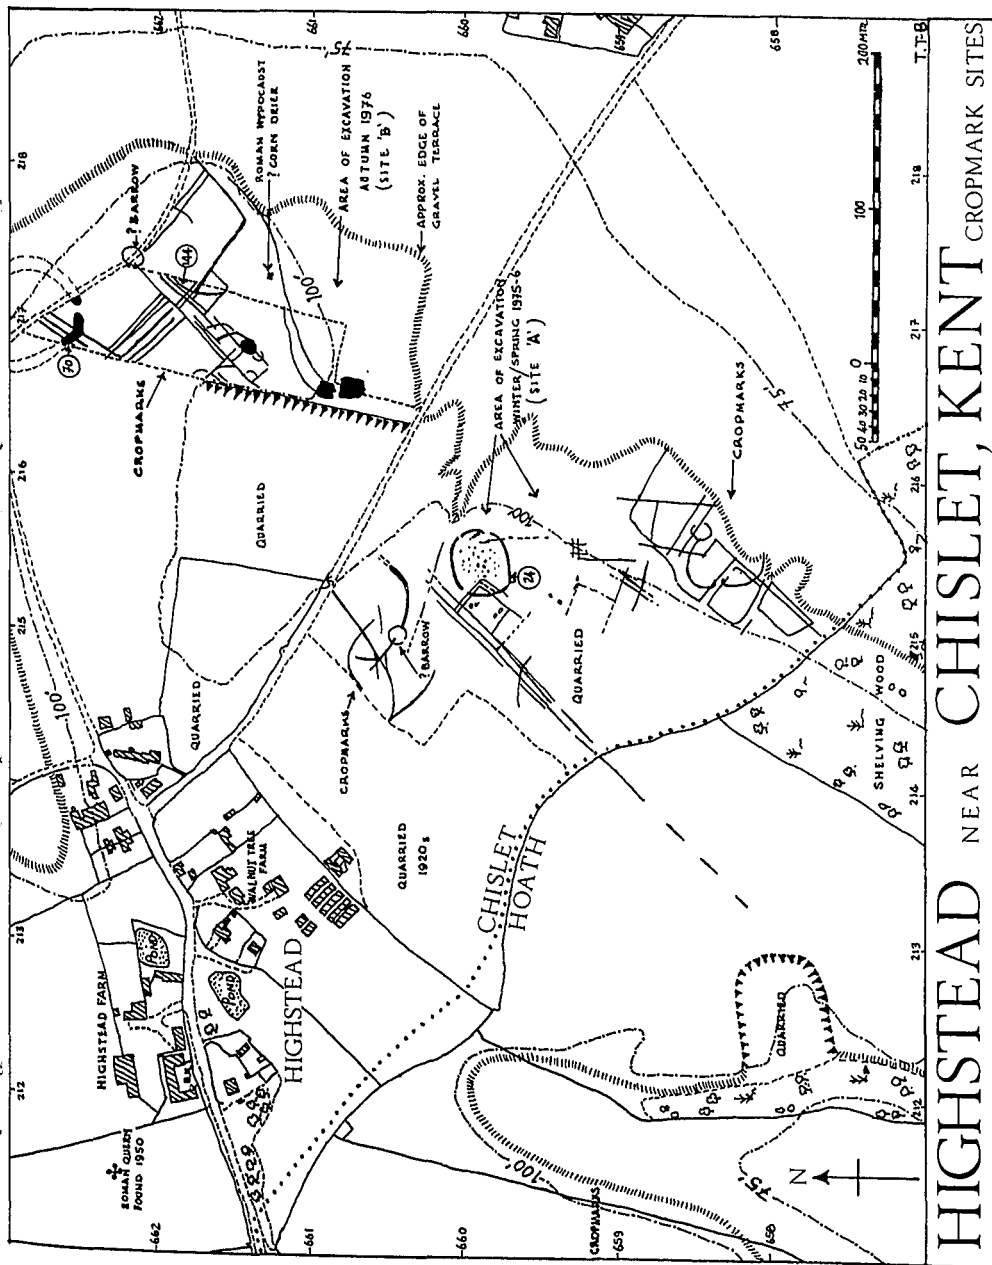 HIGHSTEAD NEAR CHISLET, KENT CROPMARK SITES
T.T-B
212
213
214
215
216
217
218
662
661
660
659
658
ROMAN QUERN
FOUND 1950
HIGHSTEAD FARM
POND
POND
WALNUT TREE
FARM
HIGHSTEAD
100'
QUARRIED
QUARRIED
CROPMARKS
70
? BARROW
144
ROMAN HYPOCAUST
? CORN DRIER
AREA OF EXCAVATION
AUTUMN 1976
(SITE 'B')
APPROX. EDGE OF
GRAVEL TERRACE
75'
100'
CROPMARKS
? BARROW
QUARRIED
1920s
AREA OF EXCAVATION
WINTER/SPRING 1975-6
(SITE 'A')
100'
24
QUARRIED
CROPMARKS
75'
CHISLET
HOATH
SHELVING WOOD
QUARRIED
100'
CROPMARKS
75'
N
50 40 30 20 10 0 100 200 MTR.
212
213
214
215
216
217
218
662
661
660
659
658